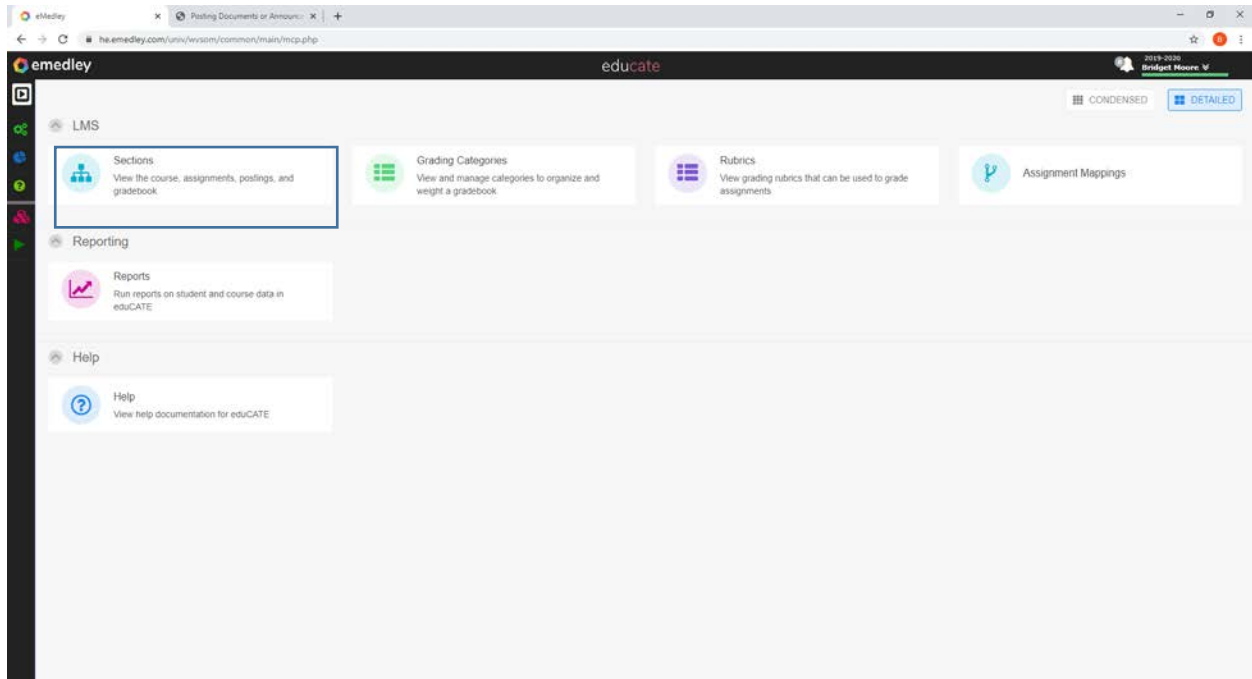 eMedley
Posting Documents or Announc
he.emedley.com/univ/wvsom/common/main/mcp.php
B
emedley
educate
2019-2020
Bridget Moore
CONDENSED
DETAILED
LMS
Sections
View the course, assignments, postings, and
gradebook
Grading Categories
View and manage categories to organize and
weight a gradebook
Rubrics
View grading rubrics that can be used to grade
assignments
Assignment Mappings
Reporting
Reports
Run reports on student and course data in
eduCATE
Help
Help
View help documentation for eduCATE